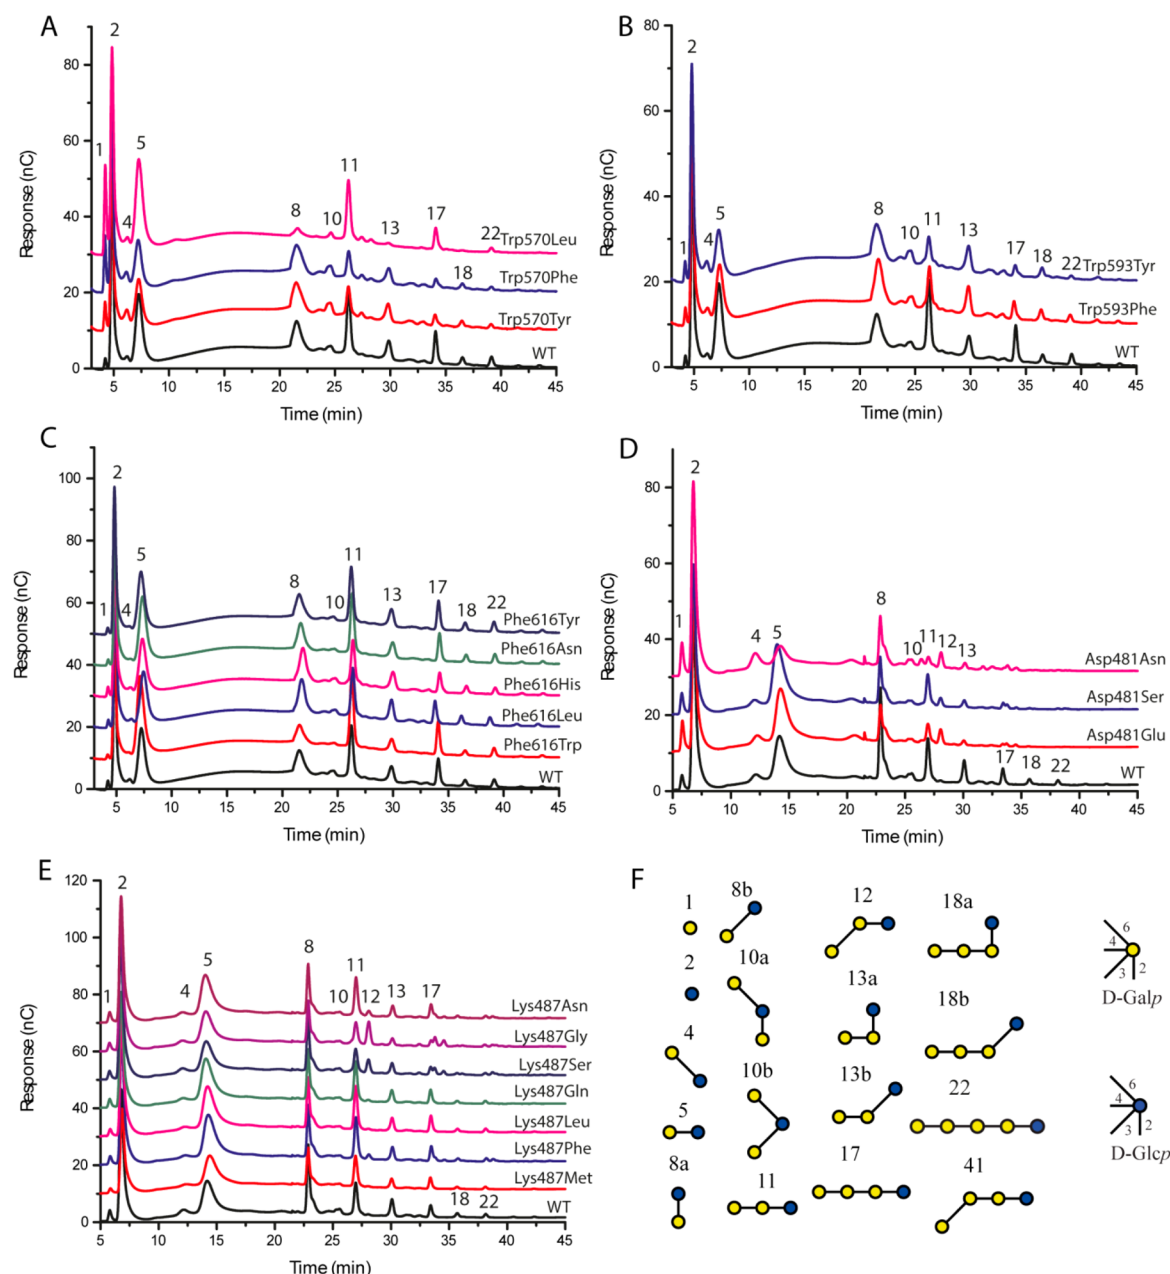 A
Response (nC)
80
60
40
20
0
1
2
4
5
8
10
11
13
17
18
22
Trp570Leu
Trp570Phe
Trp570Tyr
WT
5 10 15 20 25 30 35 40 45
Time (min)
B
Response (nC)
80
60
40
20
0
1
2
4
5
8
10
11
13
17
18
22
Trp593Tyr
Trp593Phe
WT
5 10 15 20 25 30 35 40 45
Time (min)
C
Response (nC)
100
80
60
40
20
0
1
2
4
5
8
10
11
13
17
18
22
Phe616Tyr
Phe616Asn
Phe616His
Phe616Leu
Phe616Trp
WT
5 10 15 20 25 30 35 40 45
Time (min)
D
Response (nC)
80
60
40
20
0
1
2
4
5
8
10
11
12
13
17
18
22
Asp481Asn
Asp481Ser
Asp481Glu
WT
5 10 15 20 25 30 35 40 45
Time (min)
E
Response (nC)
120
100
80
60
40
20
0
1
2
4
5
8
10
11
12
13
17
18
22
Lys487Asn
Lys487Gly
Lys487Ser
Lys487Gln
Lys487Leu
Lys487Phe
Lys487Met
WT
5 10 15 20 25 30 35 40 45
Time (min)
F
1
8b
12
18a
2
10a
13a
18b
4
10b
13b
22
5
8a
11
17
41
6
4
3
2
D-Galp
6
4
3
2
D-Glcp